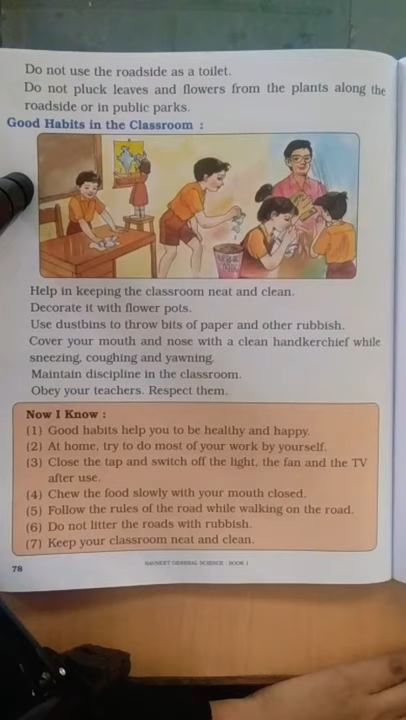 Do not use the roadside as a toilet.
Do not pluck leaves and flowers from the plants along the
roadside or in public parks.
Good Habits in the Classroom :
Help in keeping the classroom neat and clean.
Decorate it with flower pots.
Use dustbins to throw bits of paper and other rubbish.
Cover your mouth and nose with a clean handkerchief while
sneezing, coughing and yawning.
Maintain discipline in the classroom.
Obey your teachers. Respect them.
Now I Know :
(1) Good habits help you to be healthy and happy.
(2) At home, try to do most of your work by yourself.
(3) Close the tap and switch off the light, the fan and the TV
after use.
(4) Chew the food slowly with your mouth closed.
(5) Follow the rules of the road while walking on the road.
(6) Do not litter the roads with rubbish.
(7) Keep your classroom neat and clean.
78
NAVNEET GENERAL SCIENCE : BOOK 1